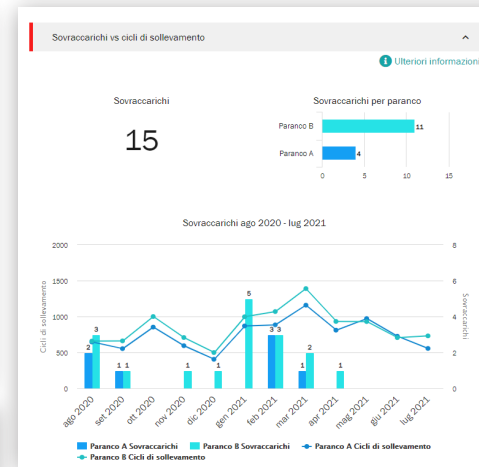 Sovraccarichi vs cicli di sollevamento
Ulteriori informazioni
Sovraccarichi
15
Sovraccarichi per paranco
Paranco B
11
Paranco A
4
0 5 10 15
Sovraccarichi ago 2020 - lug 2021
2000 8
1500 6
1000 4
500 2
0 0
Cicli di sollevamento
Sovraccarichi
2 3 1 1 1 1 5 3 3 1 2 1
ago 2020 set 2020 ott 2020 nov 2020 dic 2020 gen 2021 feb 2021 mar 2021 apr 2021 mag 2021 giu 2021 lug 2021
Paranco A Sovraccarichi Paranco B Sovraccarichi Paranco A Cicli di sollevamento
Paranco B Cicli di sollevamento